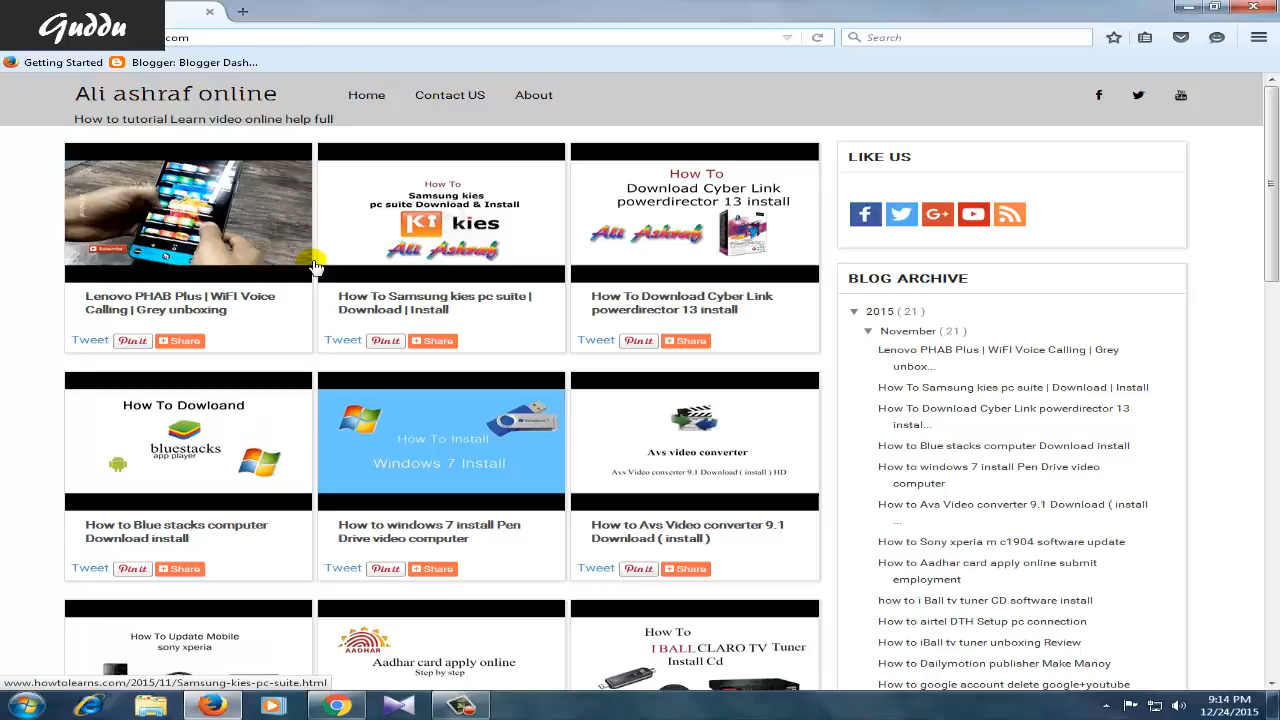 Guddu
com
Search
Getting Started
Blogger: Blogger Dash...
Ali ashraf online
Home
Contact US
About
How to tutorial Learn video online help full
Subscribe
How To
Samsung kies
pc suite Download & Install
kies
Ali Ashraf
How To
Download Cyber Link
powerdirector 13 install
Ali Ashraf
Lenovo PHAB Plus | WiFI Voice
Calling | Grey unboxing
How To Samsung kies pc suite |
Download | Install
How To Download Cyber Link
powerdirector 13 install
Tweet Pin it Share
Tweet Pin it Share
Tweet Pin it Share
How To Dowloand
bluestacks
app player
How To Install
Windows 7 Install
Avs video converter
Avs Video converter 9.1 Download ( install ) HD
How to Blue stacks computer
Download install
How to windows 7 install Pen
Drive video computer
How to Avs Video converter 9.1
Download ( install )
Tweet Pin it Share
Tweet Pin it Share
Tweet Pin it Share
How To Update Mobile
sony xperia
AADHAR
Aadhar card apply online
Step by step
How To
I BALL CLARO TV Tuner
Install Cd
LIKE US
BLOG ARCHIVE
2015 ( 21 )
November ( 21 )
Lenovo PHAB Plus | WiFI Voice Calling | Grey
unbox...
How To Samsung kies pc suite | Download | Install
How To Download Cyber Link powerdirector 13
instal...
How to Blue stacks computer Download install
How to windows 7 install Pen Drive video
computer
How to Avs Video converter 9.1 Download ( install
...
How to Sony xperia m c1904 software update
How to Aadhar card apply online submit
employment
how to i Ball tv tuner CD software install
How to airtel DTH Setup pc connection
How to iBall tv tuner unboxing Review
How to Dailymotion publisher Make Manoy
How to google account delete google+youtube
www.howtolearns.com/2015/11/Samsung-kies-pc-suite.html
9:14 PM
12/24/2015